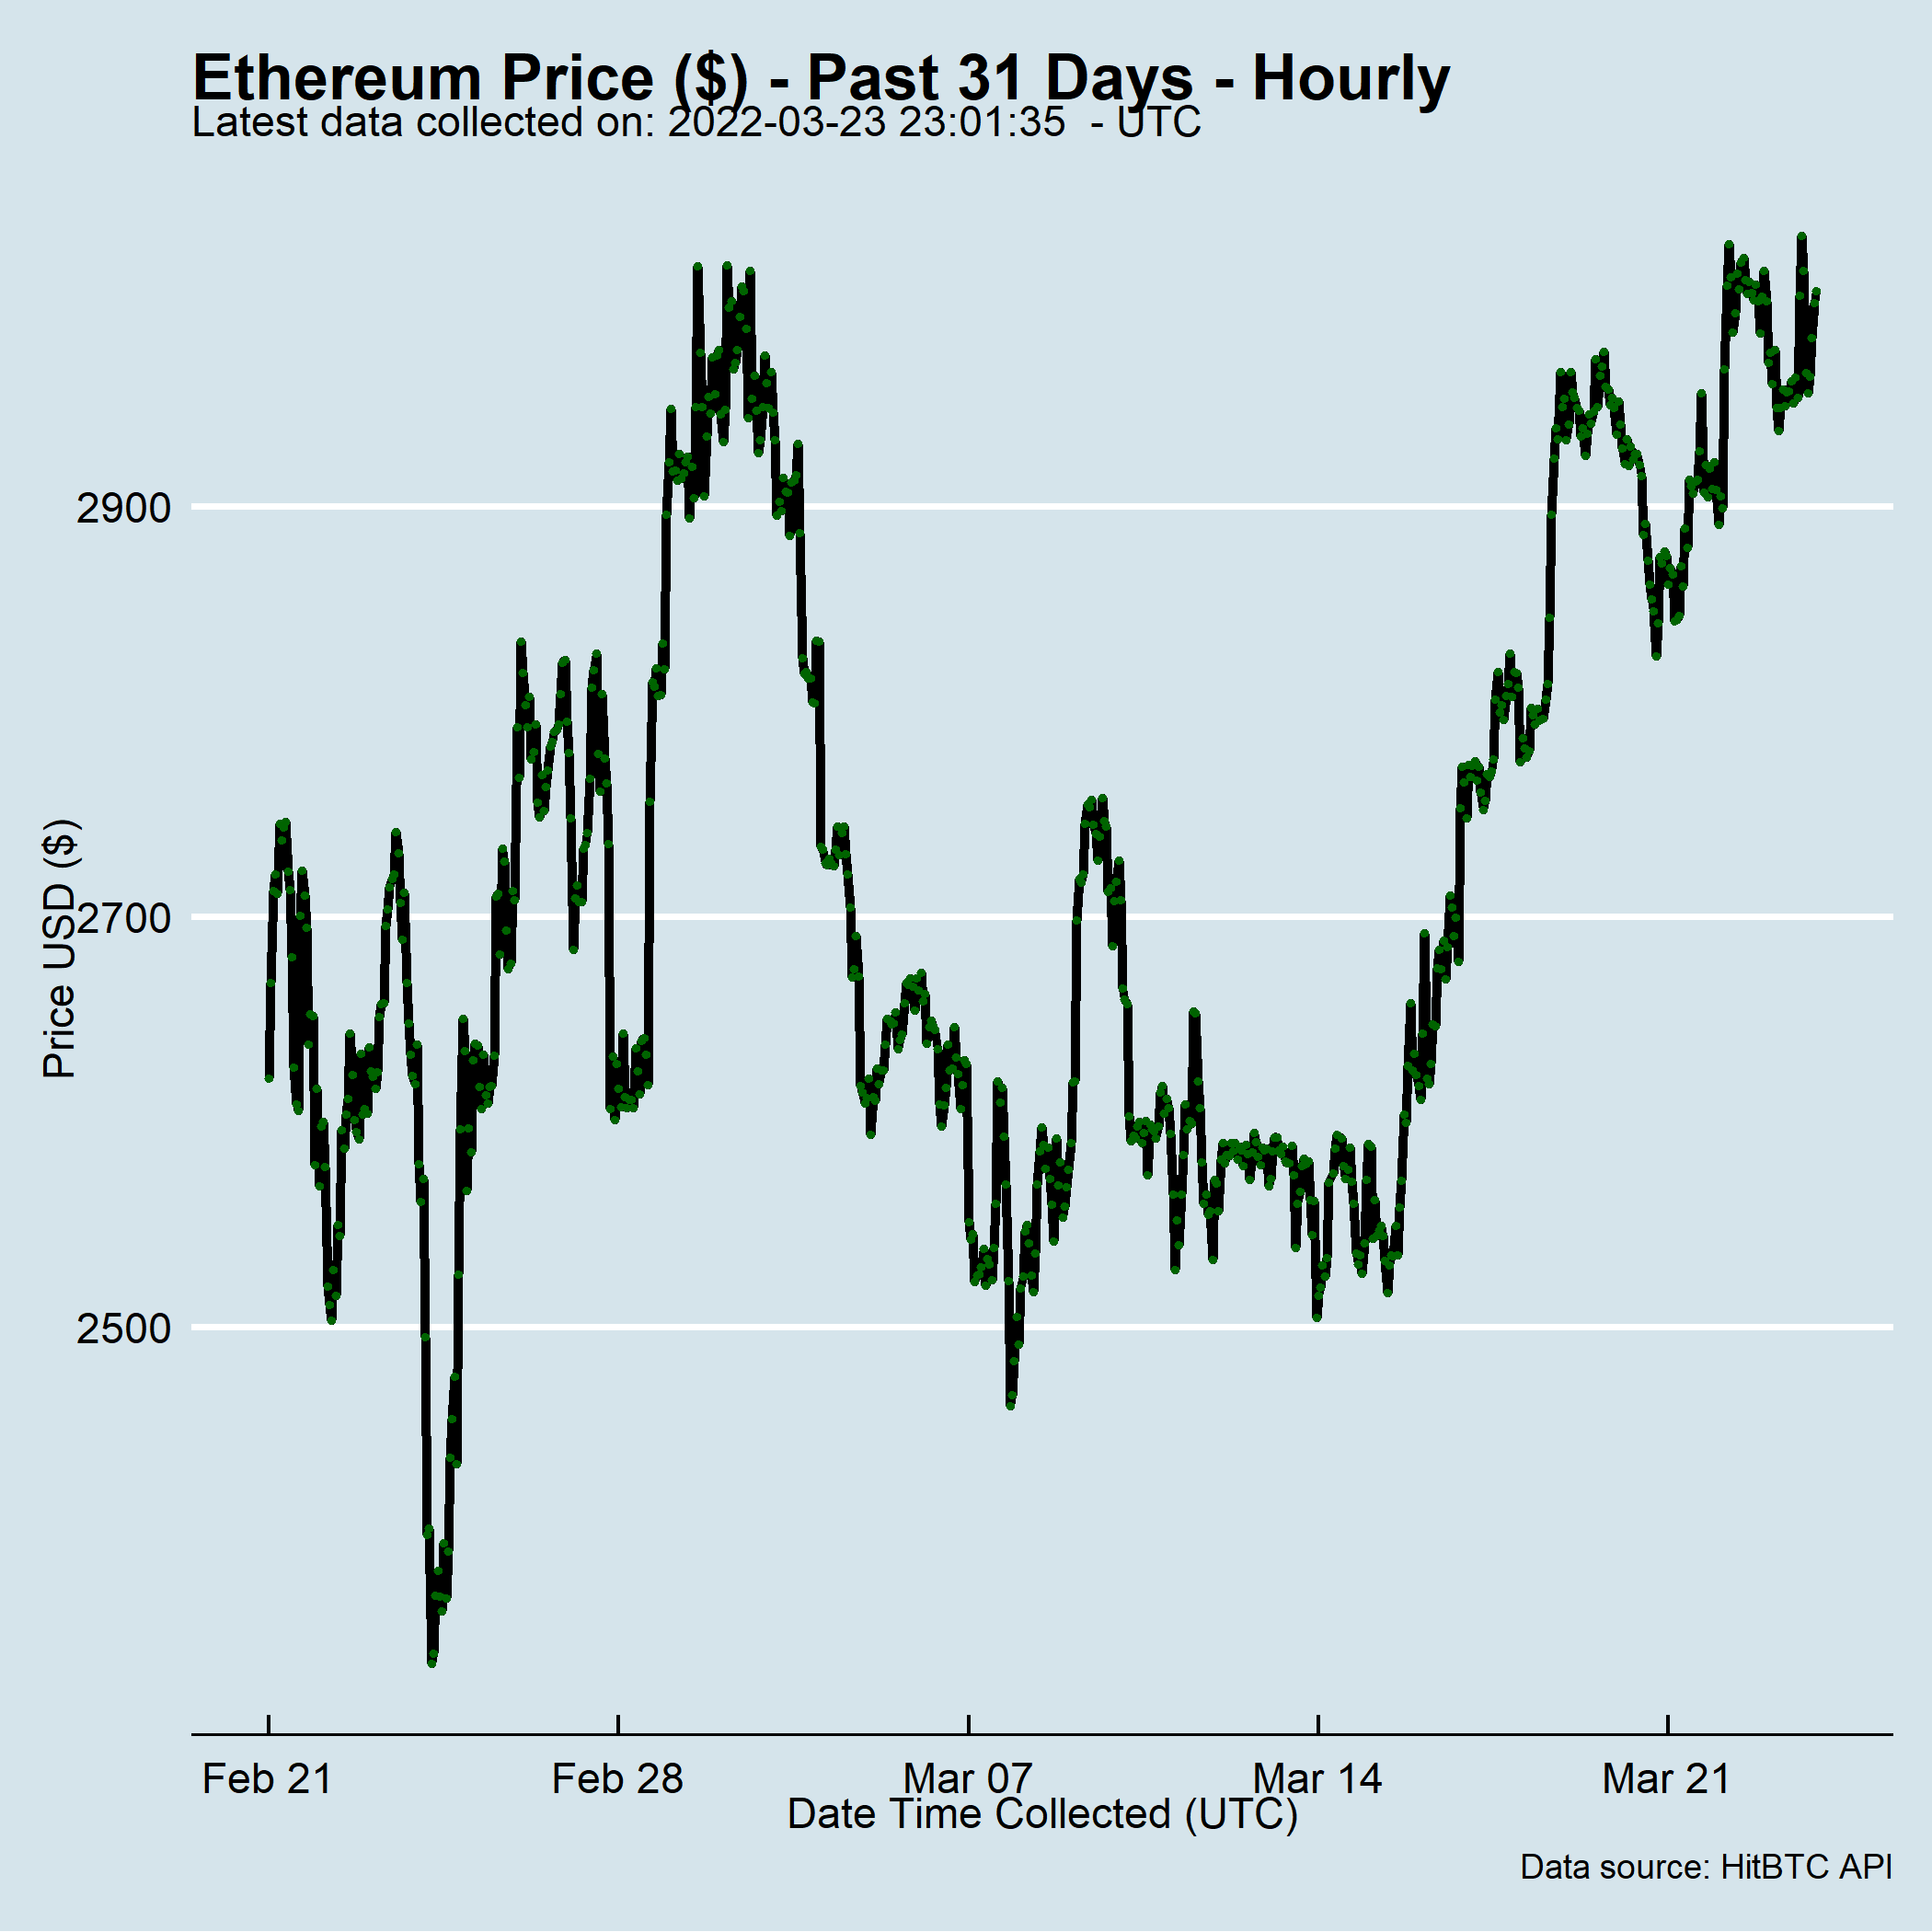 Ethereum Price ($) - Past 31 Days - Hourly
Latest data collected on: 2022-03-23 23:01:35  - UTC
Price USD ($)
2900
2700
2500
Feb 21
Feb 28
Mar 07
Mar 14
Mar 21
Date Time Collected (UTC)
Data source: HitBTC API